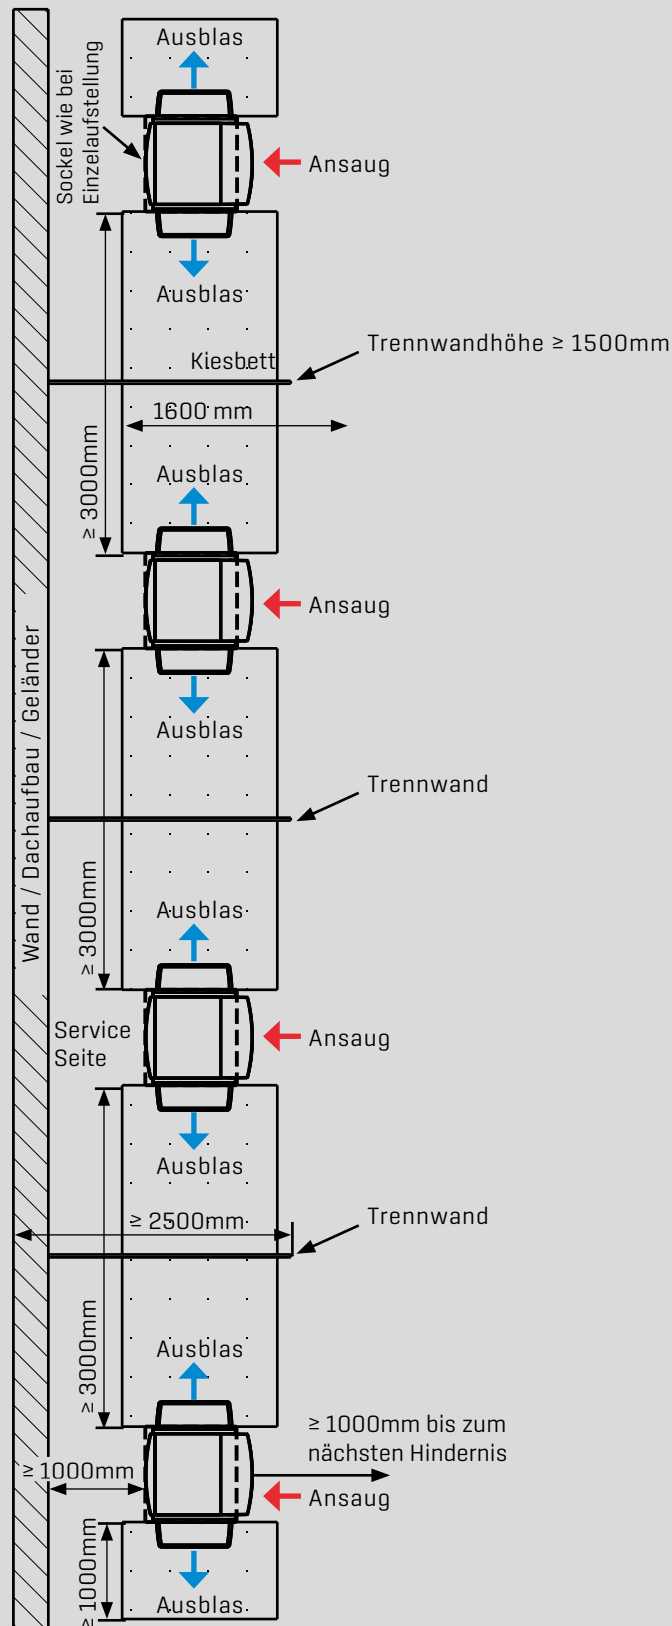 Ausblas
Sockel wie bei
Einzelaufstellung
Ansaug
Ausblas
Trennwandhöhe ≥ 1500mm
Kiesbett
1600 mm
≥ 3000mm
Ausblas
Ansaug
Wand / Dachaufbau / Geländer
Ausblas
Trennwand
≥ 3000mm
Ausblas
Service
Seite
Ansaug
Ausblas
≥ 2500mm
Trennwand
≥ 3000mm
Ausblas
≥ 1000mm bis zum
nächsten Hindernis
≥ 1000mm
Ansaug
≥ 1000mm
Ausblas